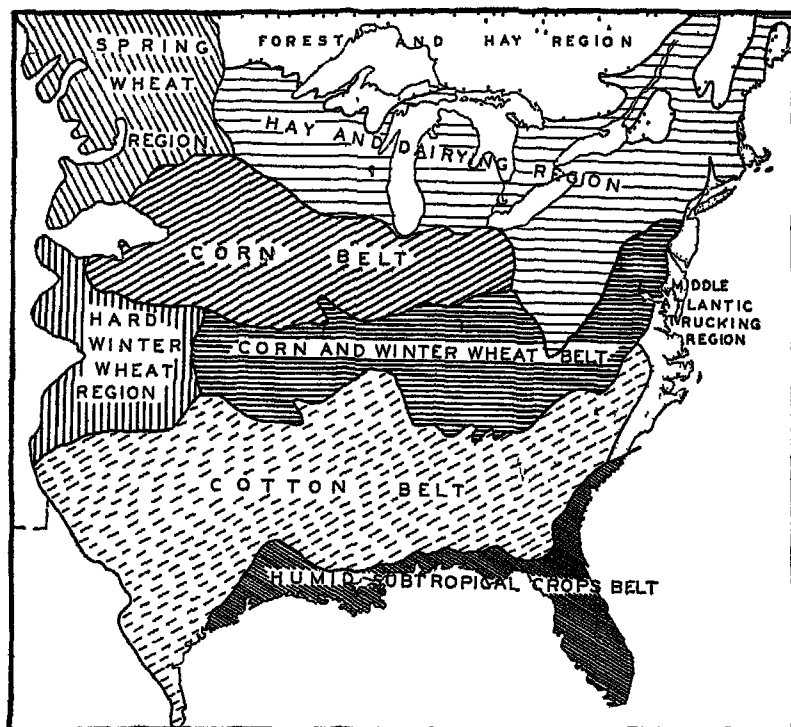 SPRING
WHEAT
REGION
FOREST AND HAY REGION
HAY AND DAIRYING REGION
CORN BELT
HARD
WINTER
WHEAT
REGION
CORN AND WINTER WHEAT BELT
MIDDLE
LANTIC
TRUCKING
REGION
COTTON BELT
HUMID SUBTROPICAL CROPS BELT